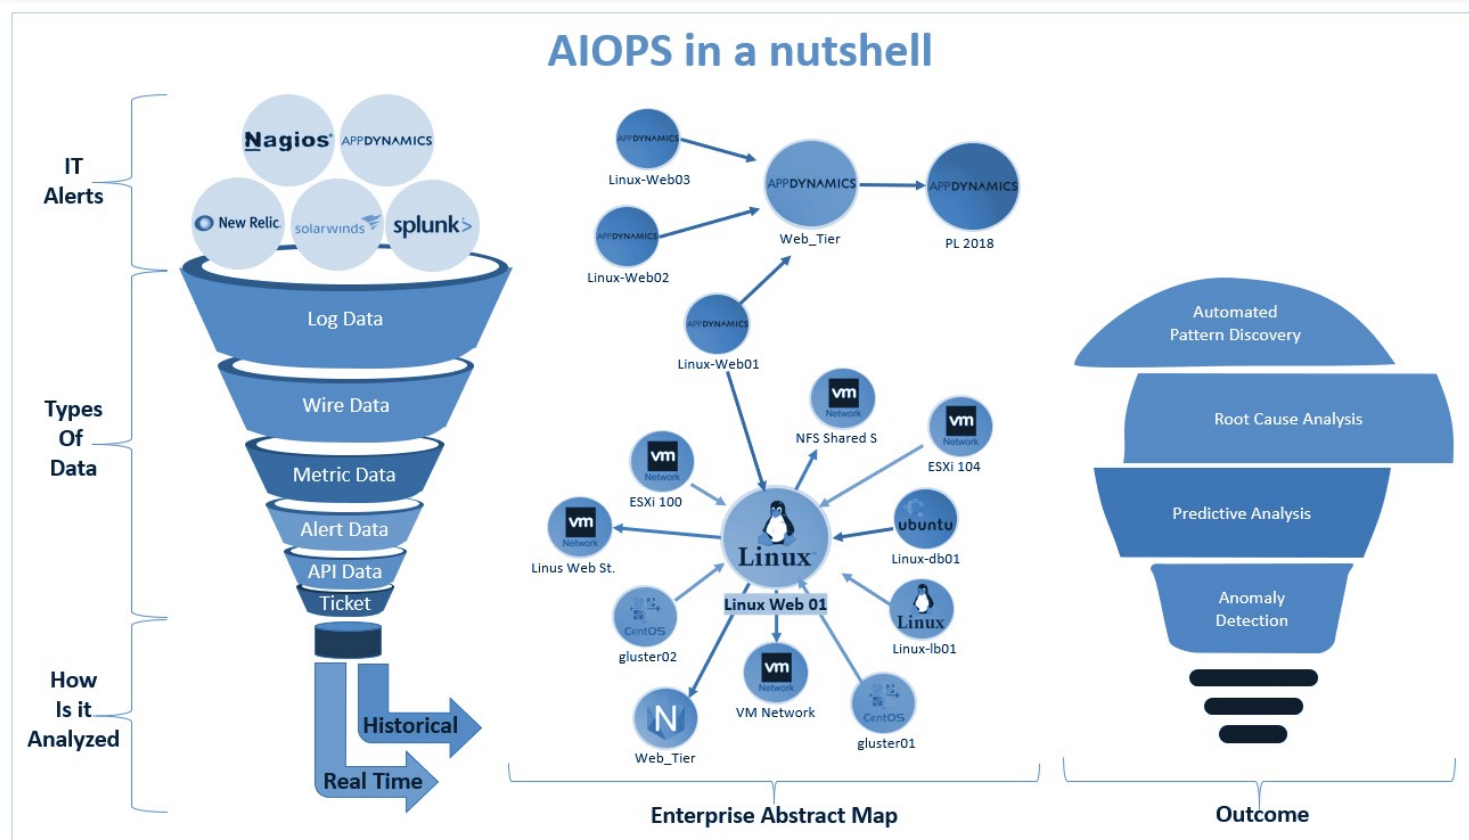 AIOPS in a nutshell
IT
Alerts
Nagios
APPDYNAMICS
New Relic.
solarwinds
splunk>
Types
Of
Data
Log Data
Wire Data
Metric Data
Alert Data
API Data
Ticket
How
Is it
Analyzed
Historical
Real Time
APPDYNAMICS
Linux-Web03
APPDYNAMICS
Linux-Web02
APPDYNAMICS
Web_Tier
APPDYNAMICS
PL 2018
APPDYNAMICS
Linux-Web01
vm
Network
NFS Shared S
vm
Network
ESXi 104
vm
Network
ESXi 100
vm
Network
Linus Web St.
Linux
Linux Web 01
ubuntu
Linux-db01
Linux
Linux-lb01
CentOS
gluster02
vm
Network
VM Network
CentOS
gluster01
N
Web_Tier
Enterprise Abstract Map
Automated
Pattern Discovery
Root Cause Analysis
Predictive Analysis
Anomaly
Detection
Outcome